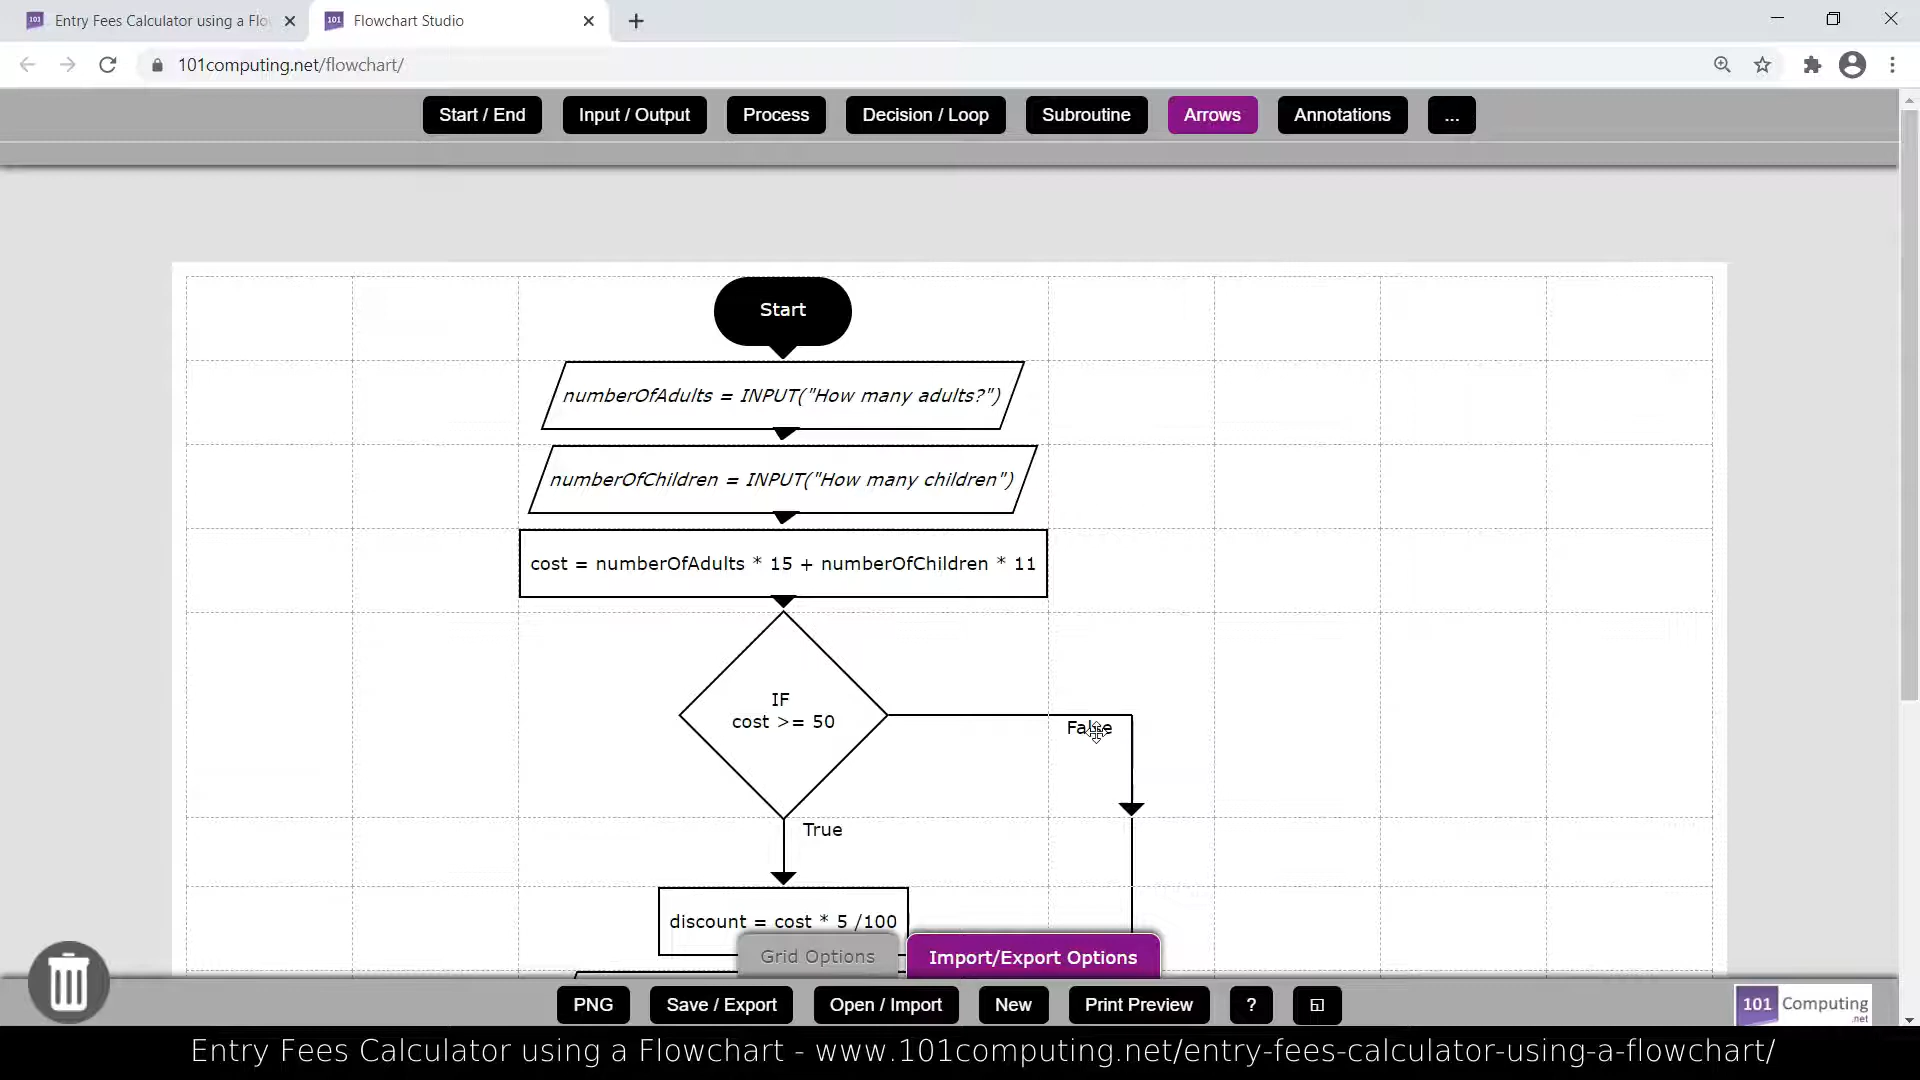 Entry Fees Calculator using a Flo
Flowchart Studio
101computing.net/flowchart/
Start / End
Input / Output
Process
Decision / Loop
Subroutine
Arrows
Annotations
...
Start
numberOfAdults = INPUT("How many adults?")
numberOfChildren = INPUT("How many children")
cost = numberOfAdults * 15 + numberOfChildren * 11
IF
cost >= 50
False
True
discount = cost * 5 /100
Grid Options
Import/Export Options
PNG
Save / Export
Open / Import
New
Print Preview
?
101 Computing
.net
Entry Fees Calculator using a Flowchart - www.101computing.net/entry-fees-calculator-using-a-flowchart/